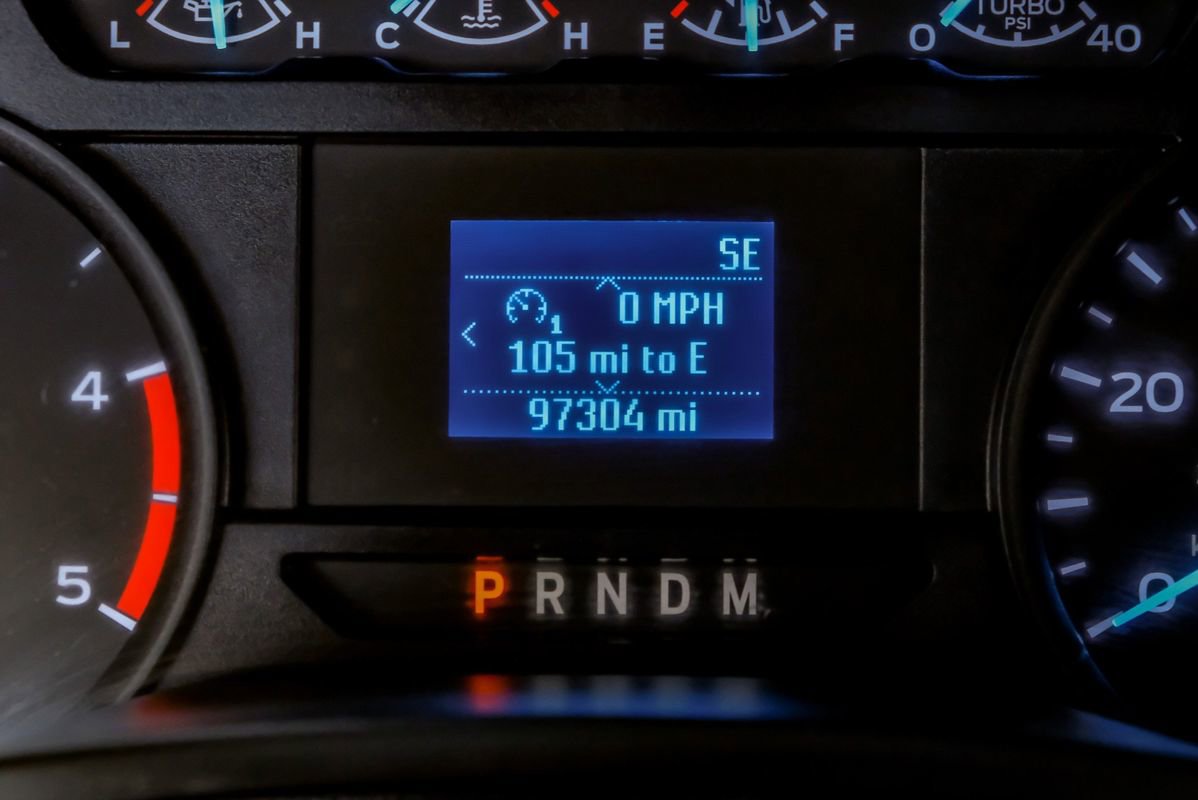 L H C H E F 0 TURBO 40
PSI
SE
1 0 MPH
105 mi to E
97304 mi
4
5
20
0
P R N D M